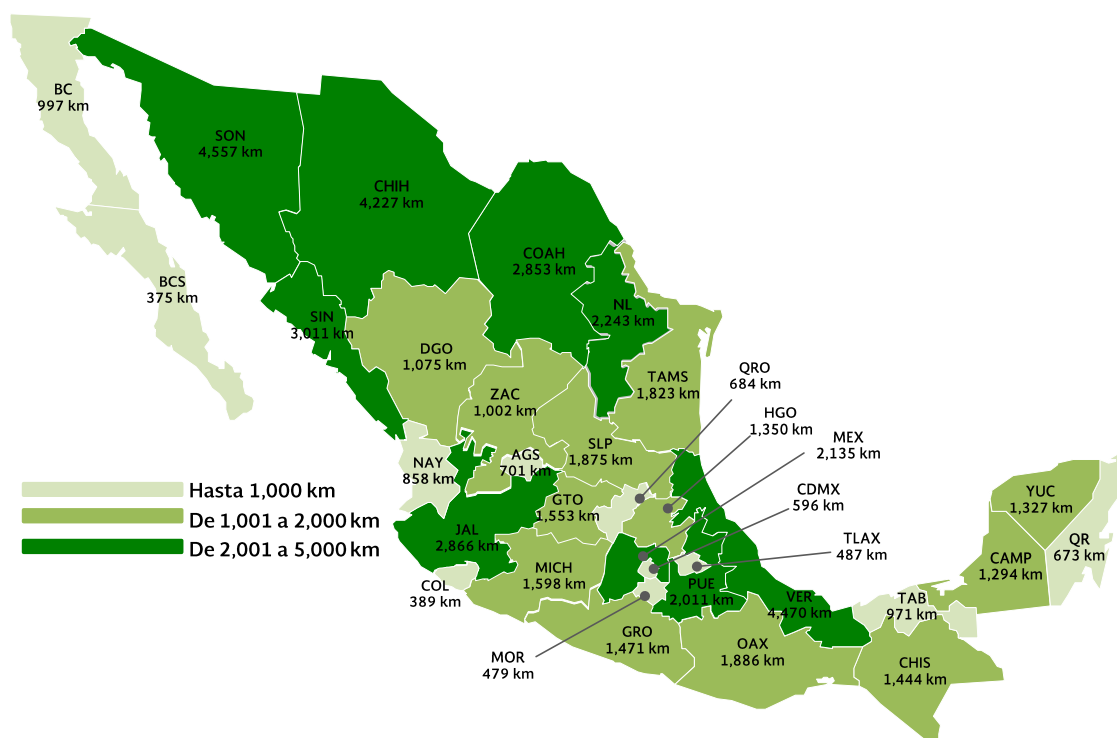 BC
997 km
SON
4,557 km
CHIH
4,227 km
COAH
2,853 km
BCS
375 km
NL
2,243 km
SIN
3,011 km
DGO
1,075 km
QRO
684 km
TAMS
1,823 km
ZAC
1,002 km
HGO
1,350 km
MEX
2,135 km
SLP
1,875 km
AGS
701 km
NAY
858 km
CDMX
596 km
Hasta 1,000 km
De 1,001 a 2,000 km
De 2,001 a 5,000 km
GTO
1,553 km
YUC
1,327 km
JAL
2,866 km
TLAX
487 km
QR
673 km
CAMP
1,294 km
MICH
1,598 km
COL
389 km
PUE
2,011 km
VER
4,470 km
TAB
971 km
GRO
1,471 km
OAX
1,886 km
MOR
479 km
CHIS
1,444 km